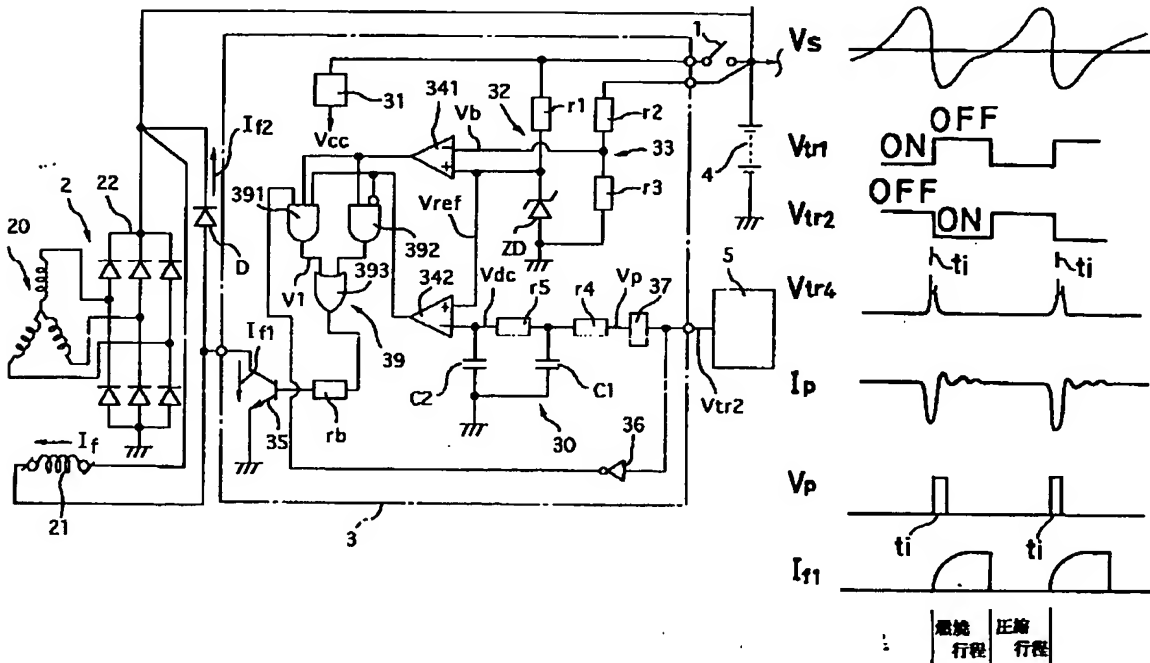 1
31
Vcc
341
32
r1
r2
Vb
33
r3
4
391
392
393
Vref
ZD
V1
342
Vdc
r5
r4
Vp
37
5
39
C2
C1
30
Vtr2
If2
22
2
20
D
If1
35
rb
36
If
21
3
Vs
OFF
ON
Vtr1
OFF
ON
Vtr2
ti
ti
Vtr4
Ip
Vp
ti
ti
If1
燃焼
行程
圧縮
行程